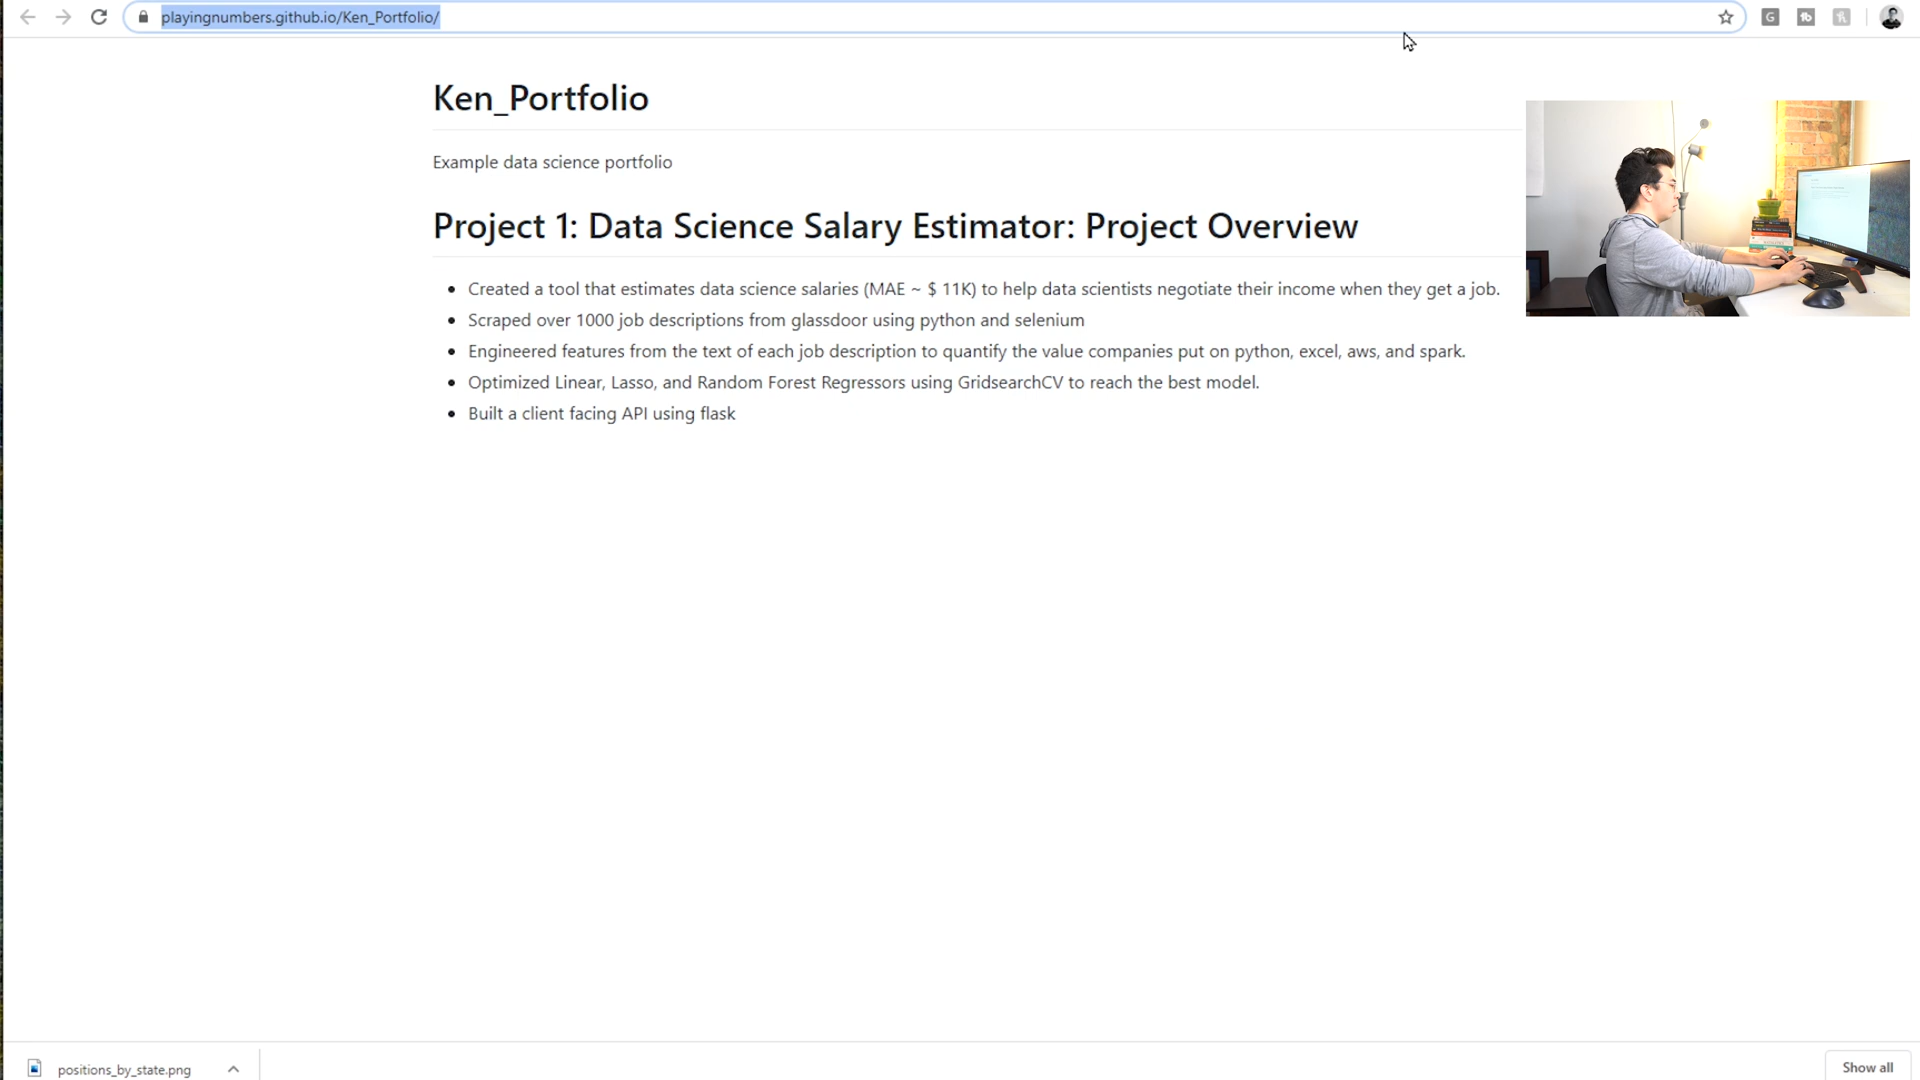 playingnumbers.github.io/Ken_Portfolio/
Ken_Portfolio
Example data science portfolio
Project 1: Data Science Salary Estimator: Project Overview
Created a tool that estimates data science salaries (MAE ~ $ 11K) to help data scientists negotiate their income when they get a job.
Scraped over 1000 job descriptions from glassdoor using python and selenium
Engineered features from the text of each job description to quantify the value companies put on python, excel, aws, and spark.
Optimized Linear, Lasso, and Random Forest Regressors using GridsearchCV to reach the best model.
Built a client facing API using flask
positions_by_state.png
Show all